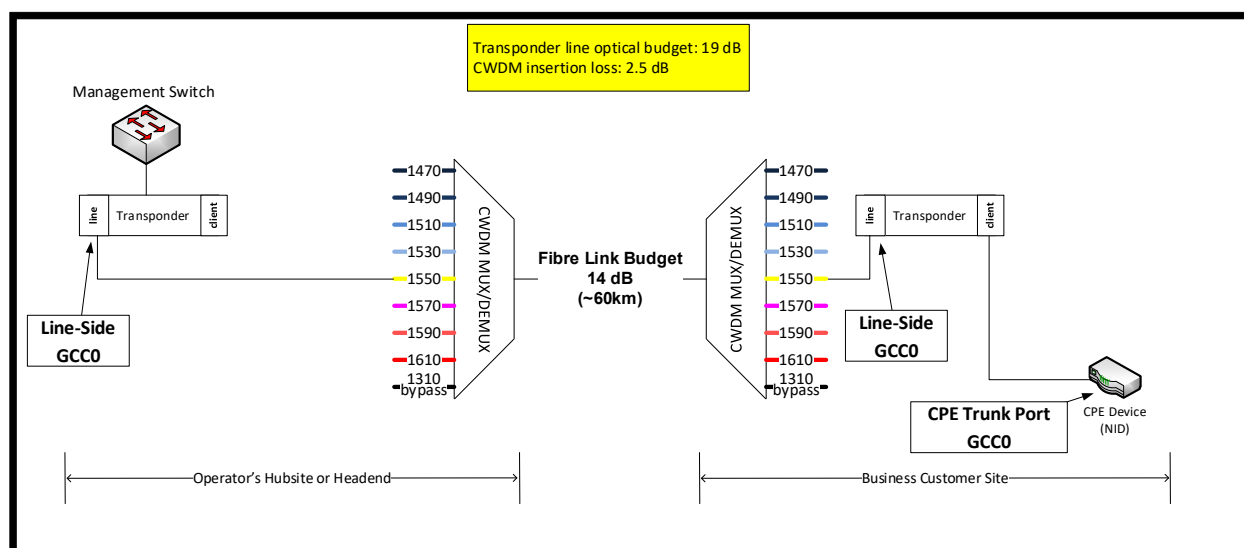 Transponder line optical budget: 19 dB
CWDM insertion loss: 2.5 dB
Management Switch
line
Transponder
client
Line-Side
GCC0
1470
1490
1510
1530
1550
1570
1590
1610
1310
bypass
CWDM MUX/DEMUX
Fibre Link Budget
14 dB
(~60km)
CWDM MUX/DEMUX
1470
1490
1510
1530
1550
1570
1590
1610
1310
bypass
line
Transponder
client
Line-Side
GCC0
CPE Trunk Port
GCC0
CPE Device
(NID)
Operator's Hubsite or Headend
Business Customer Site